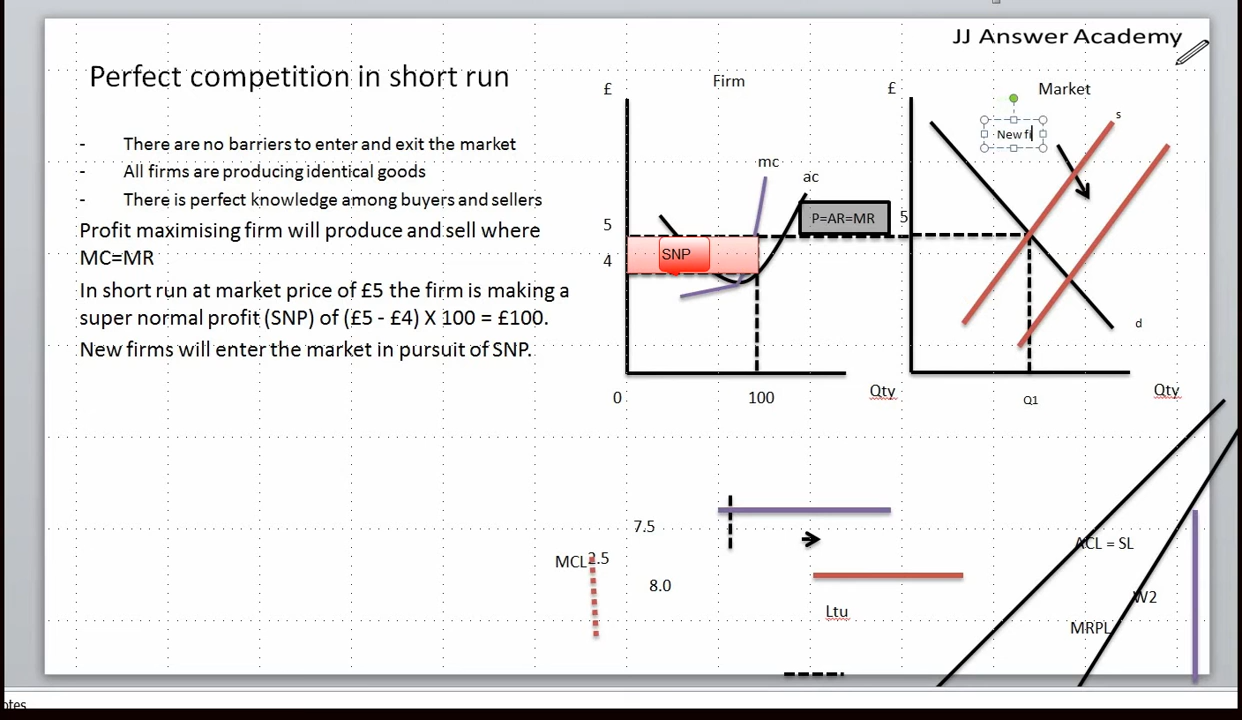 JJ Answer Academy
Perfect competition in short run
- There are no barriers to enter and exit the market
- All firms are producing identical goods
- There is perfect knowledge among buyers and sellers
Profit maximising firm will produce and sell where
MC=MR
In short run at market price of £5 the firm is making a
super normal profit (SNP) of (£5 - £4) X 100 = £100.
New firms will enter the market in pursuit of SNP.
£
Firm
mc
ac
P=AR=MR
5
SNP
4
0
100
Qty
£
Market
New fi
s
5
d
Q1
Qty
7.5
MCL
2.5
8.0
Ltu
ACL = SL
W2
MRPL
otes